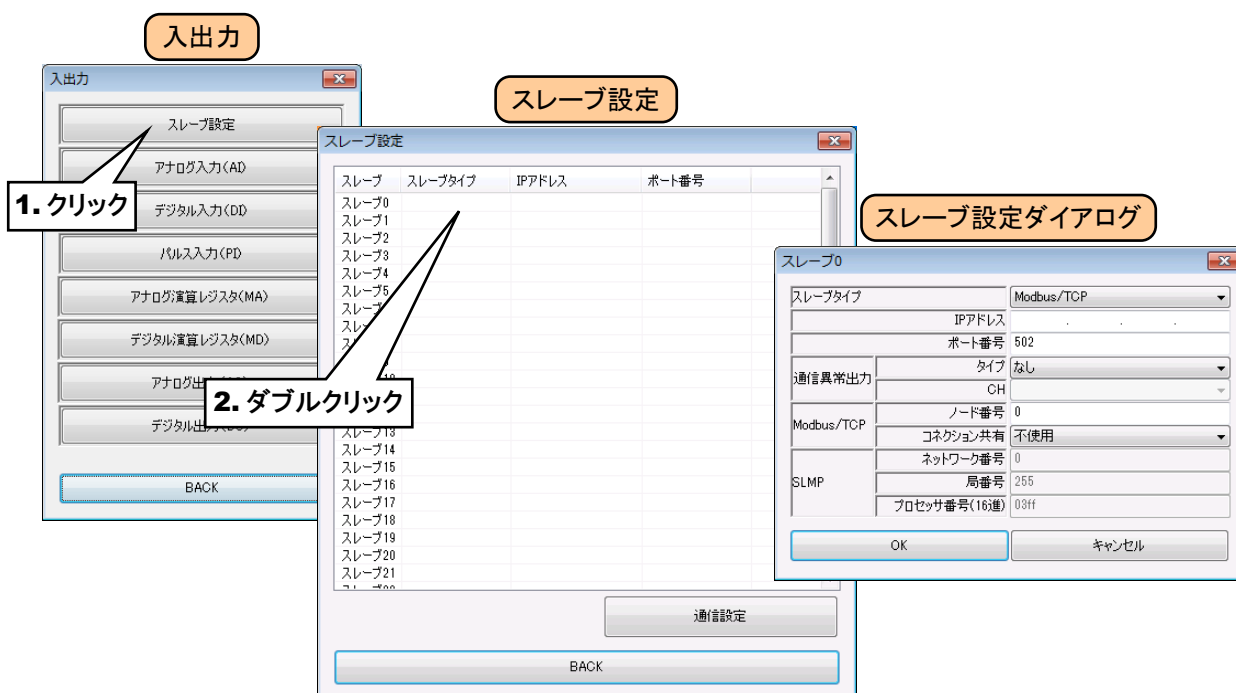 入出力
入出力
スレーブ設定
アナログ入力(AI)
デジタル入力(DI)
パルス入力(PI)
アナログ演算レジスタ(MA)
デジタル演算レジスタ(MD)
アナログ出
デジタル出
BACK
1. クリック
スレーブ設定
スレーブ設定
スレーブ スレーブタイプ IPアドレス ポート番号
スレーブ0
スレーブ1
スレーブ2
スレーブ3
スレーブ4
スレーブ5
スレーブ13
スレーブ14
スレーブ15
スレーブ16
スレーブ17
スレーブ18
スレーブ19
スレーブ20
スレーブ21
通信設定
BACK
2. ダブルクリック
スレーブ設定ダイアログ
スレーブ0
スレーブタイプ Modbus/TCP
IPアドレス . . .
ポート番号 502
通信異常出力 タイプ なし
CH
Modbus/TCP ノード番号 0
コネクション共有 不使用
SLMP ネットワーク番号 0
局番号 255
プロセッサ番号(16進) 03ff
OK キャンセル